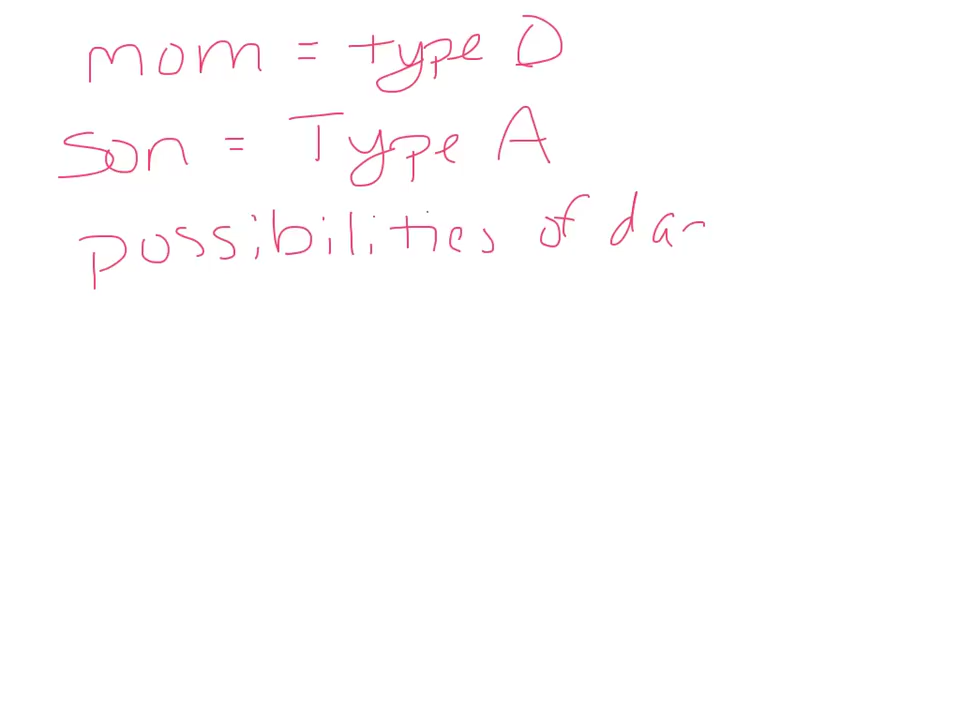 mom = type O
son = Type A
possibilities of da